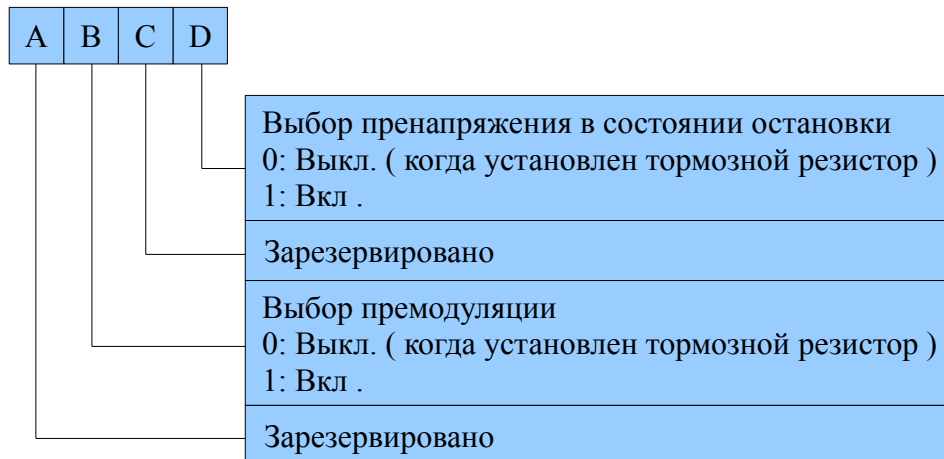 A B C D
Выбор пренапряжения в состоянии остановки
0: Выкл. ( когда установлен тормозной резистор )
1: Вкл .
Зарезервировано
Выбор премодуляции
0: Выкл. ( когда установлен тормозной резистор )
1: Вкл .
Зарезервировано